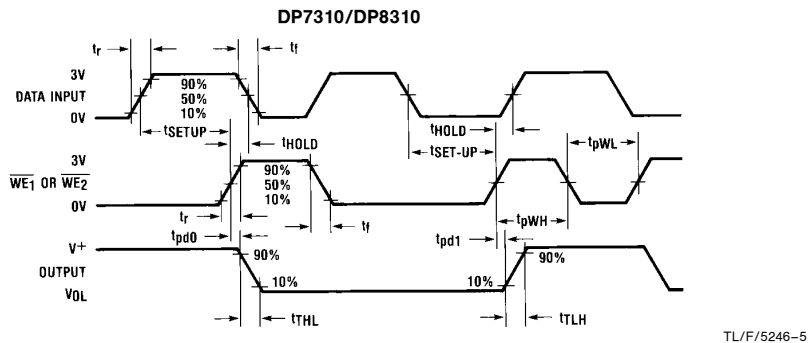 DP7310/DP8310
tr
tf
3V
DATA INPUT
0V
90%
50%
10%
tSETUP
tHOLD
tHOLD
tSET-UP
tpWL
3V
WE1 OR WE2
0V
90%
50%
10%
tr
tf
tpWH
tpd0
tpd1
V+
OUTPUT
VOL
90%
10%
10%
90%
tTHL
tTLH
TL/F/5246–5